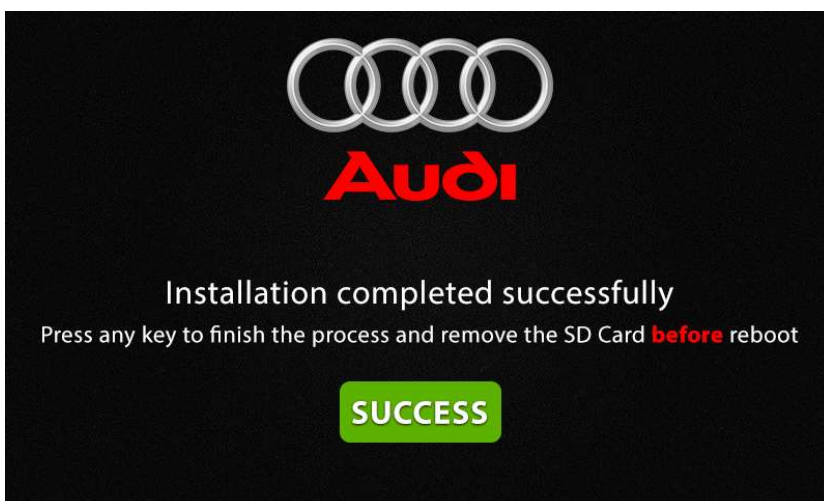 Audi
Installation completed successfully
Press any key to finish the process and remove the SD Card before reboot
SUCCESS